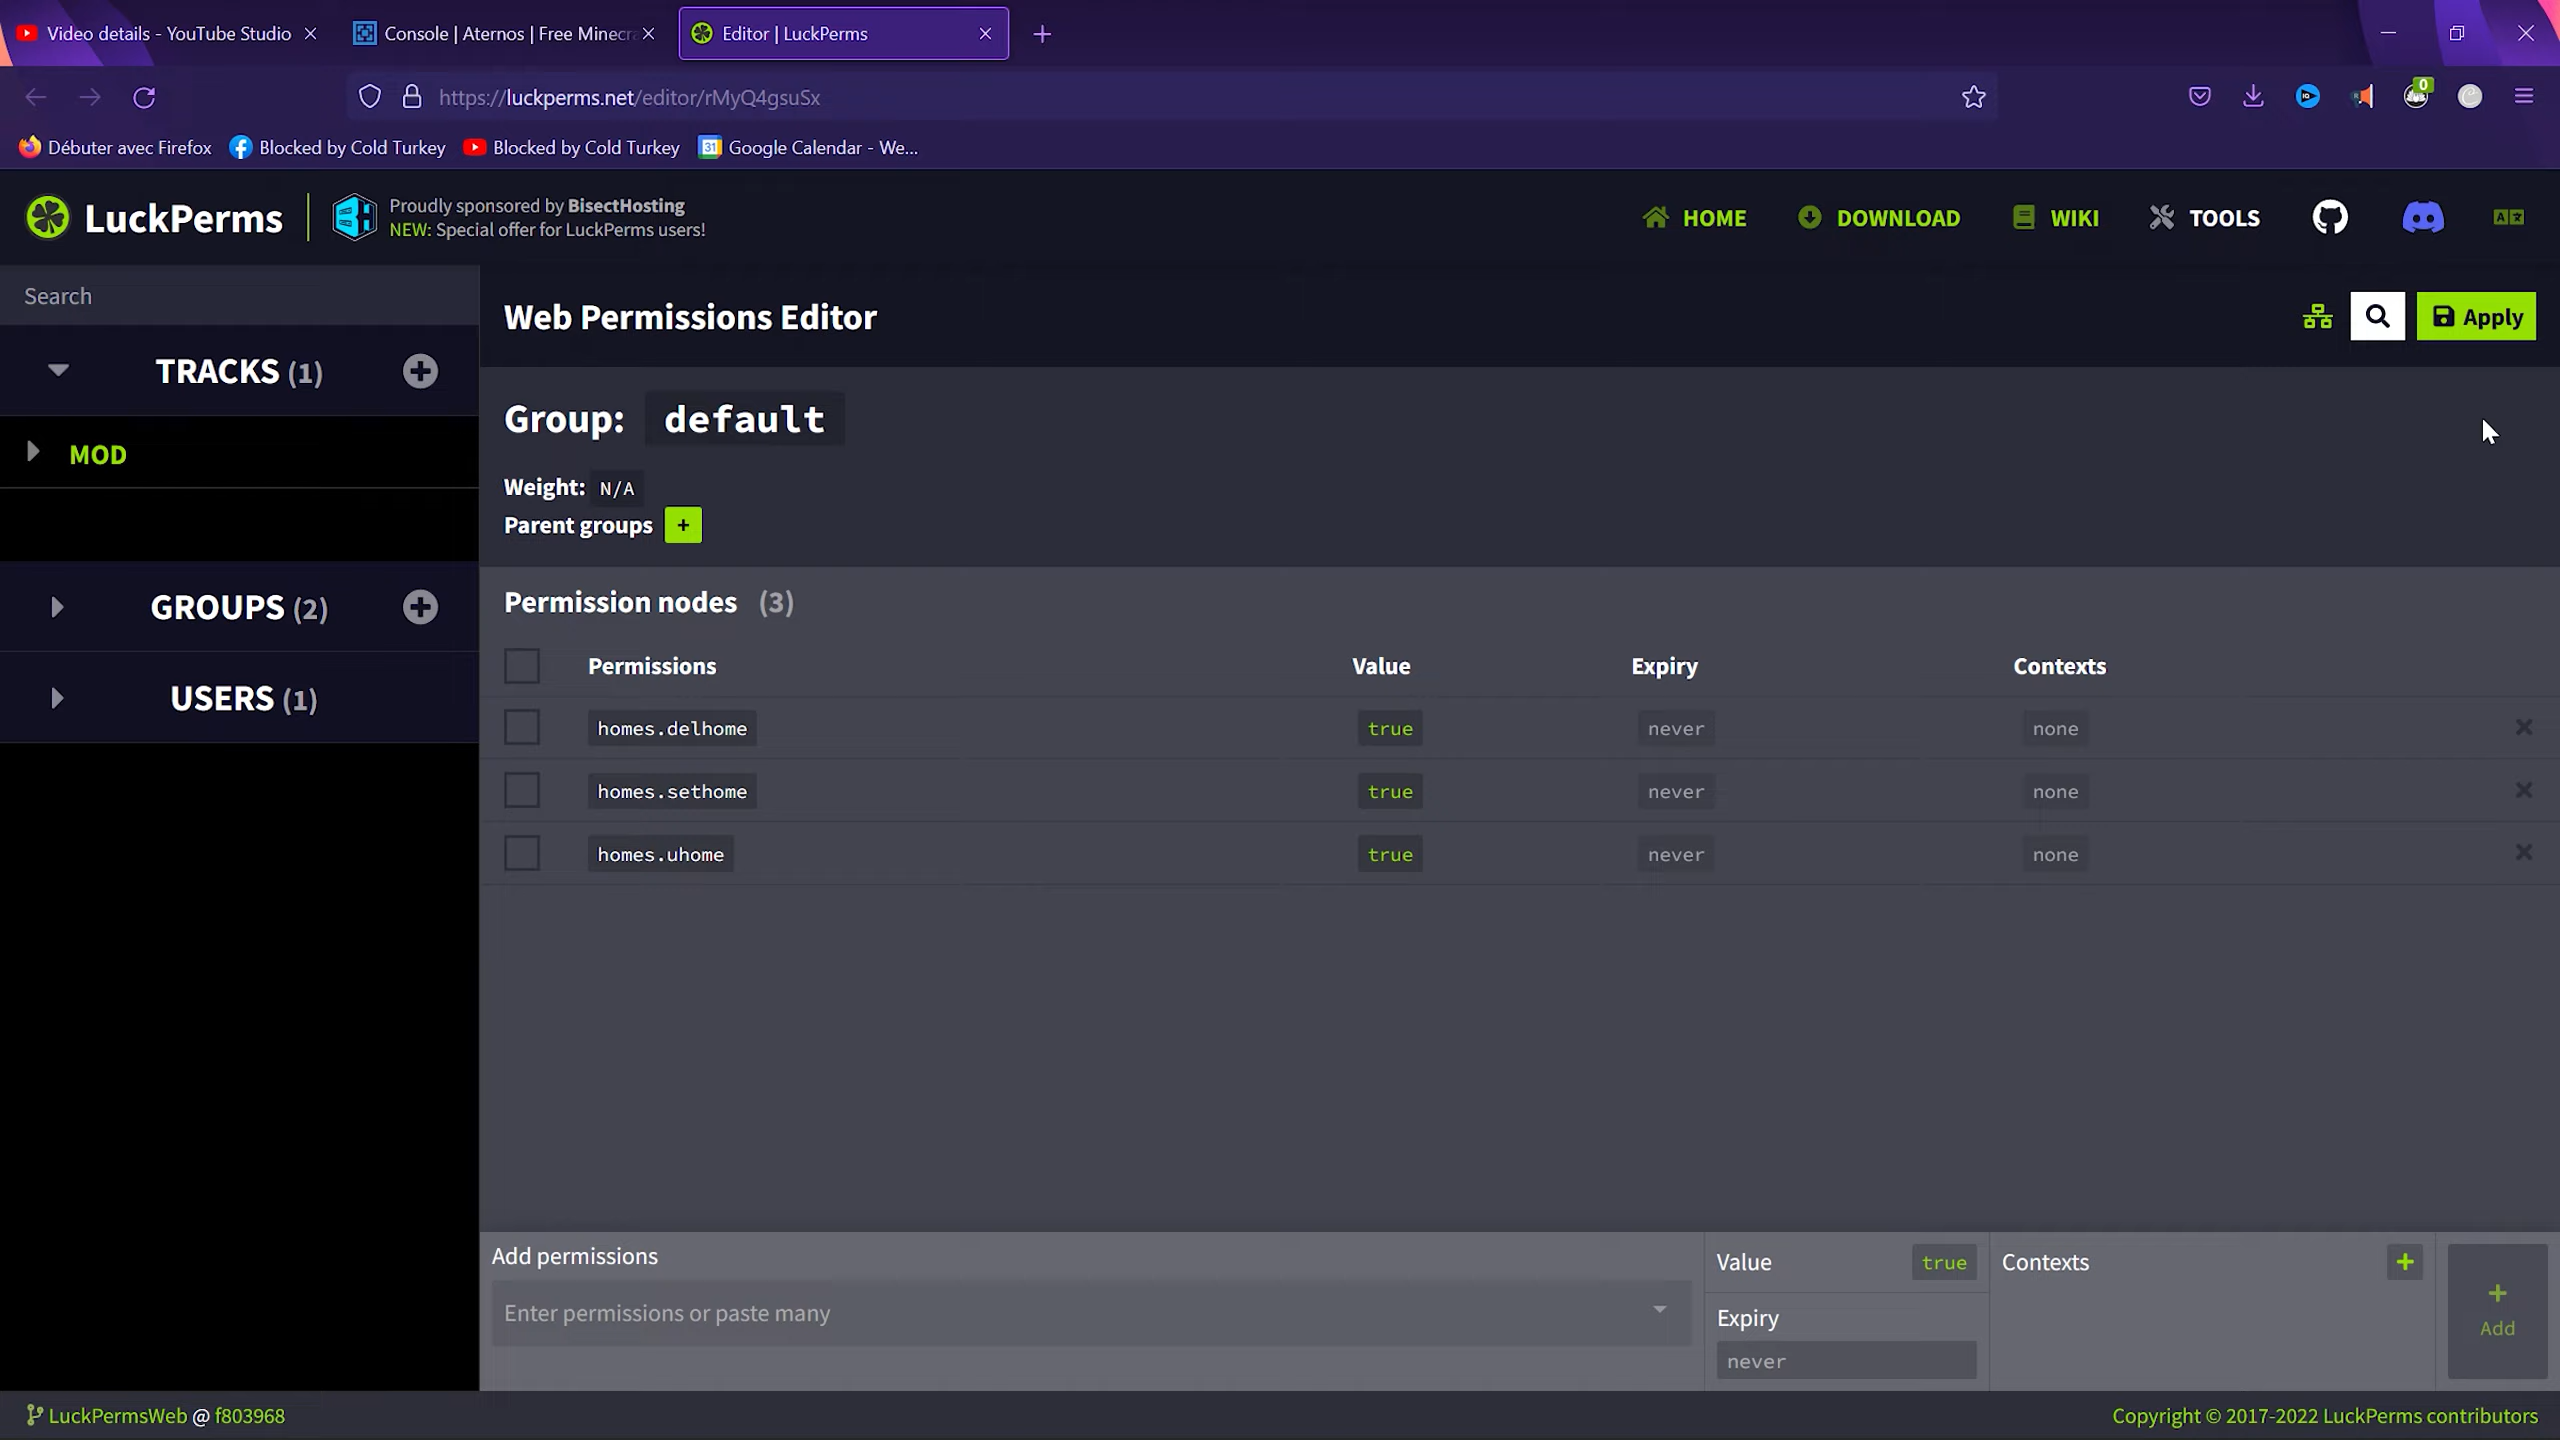 Video details - YouTube Studio
Console | Aternos | Free Minecra
Editor | LuckPerms
https://luckperms.net/editor/rMyQ4gsuSx
0
Débuter avec Firefox
Blocked by Cold Turkey
Blocked by Cold Turkey
31
Google Calendar - We...
LuckPerms
Proudly sponsored by BisectHosting
NEW: Special offer for LuckPerms users!
HOME
DOWNLOAD
WIKI
TOOLS
Search
Web Permissions Editor
Apply
TRACKS (1)
MOD
GROUPS (2)
USERS (1)
Group: default
Weight: N/A
Parent groups +
Permission nodes (3)
Permissions Value Expiry Contexts
homes.delhome true never none
homes.sethome true never none
homes.uhome true never none
Add permissions
Enter permissions or paste many
Value true
Expiry
never
Contexts +
+
Add
LuckPermsWeb @ f803968
Copyright © 2017-2022 LuckPerms contributors